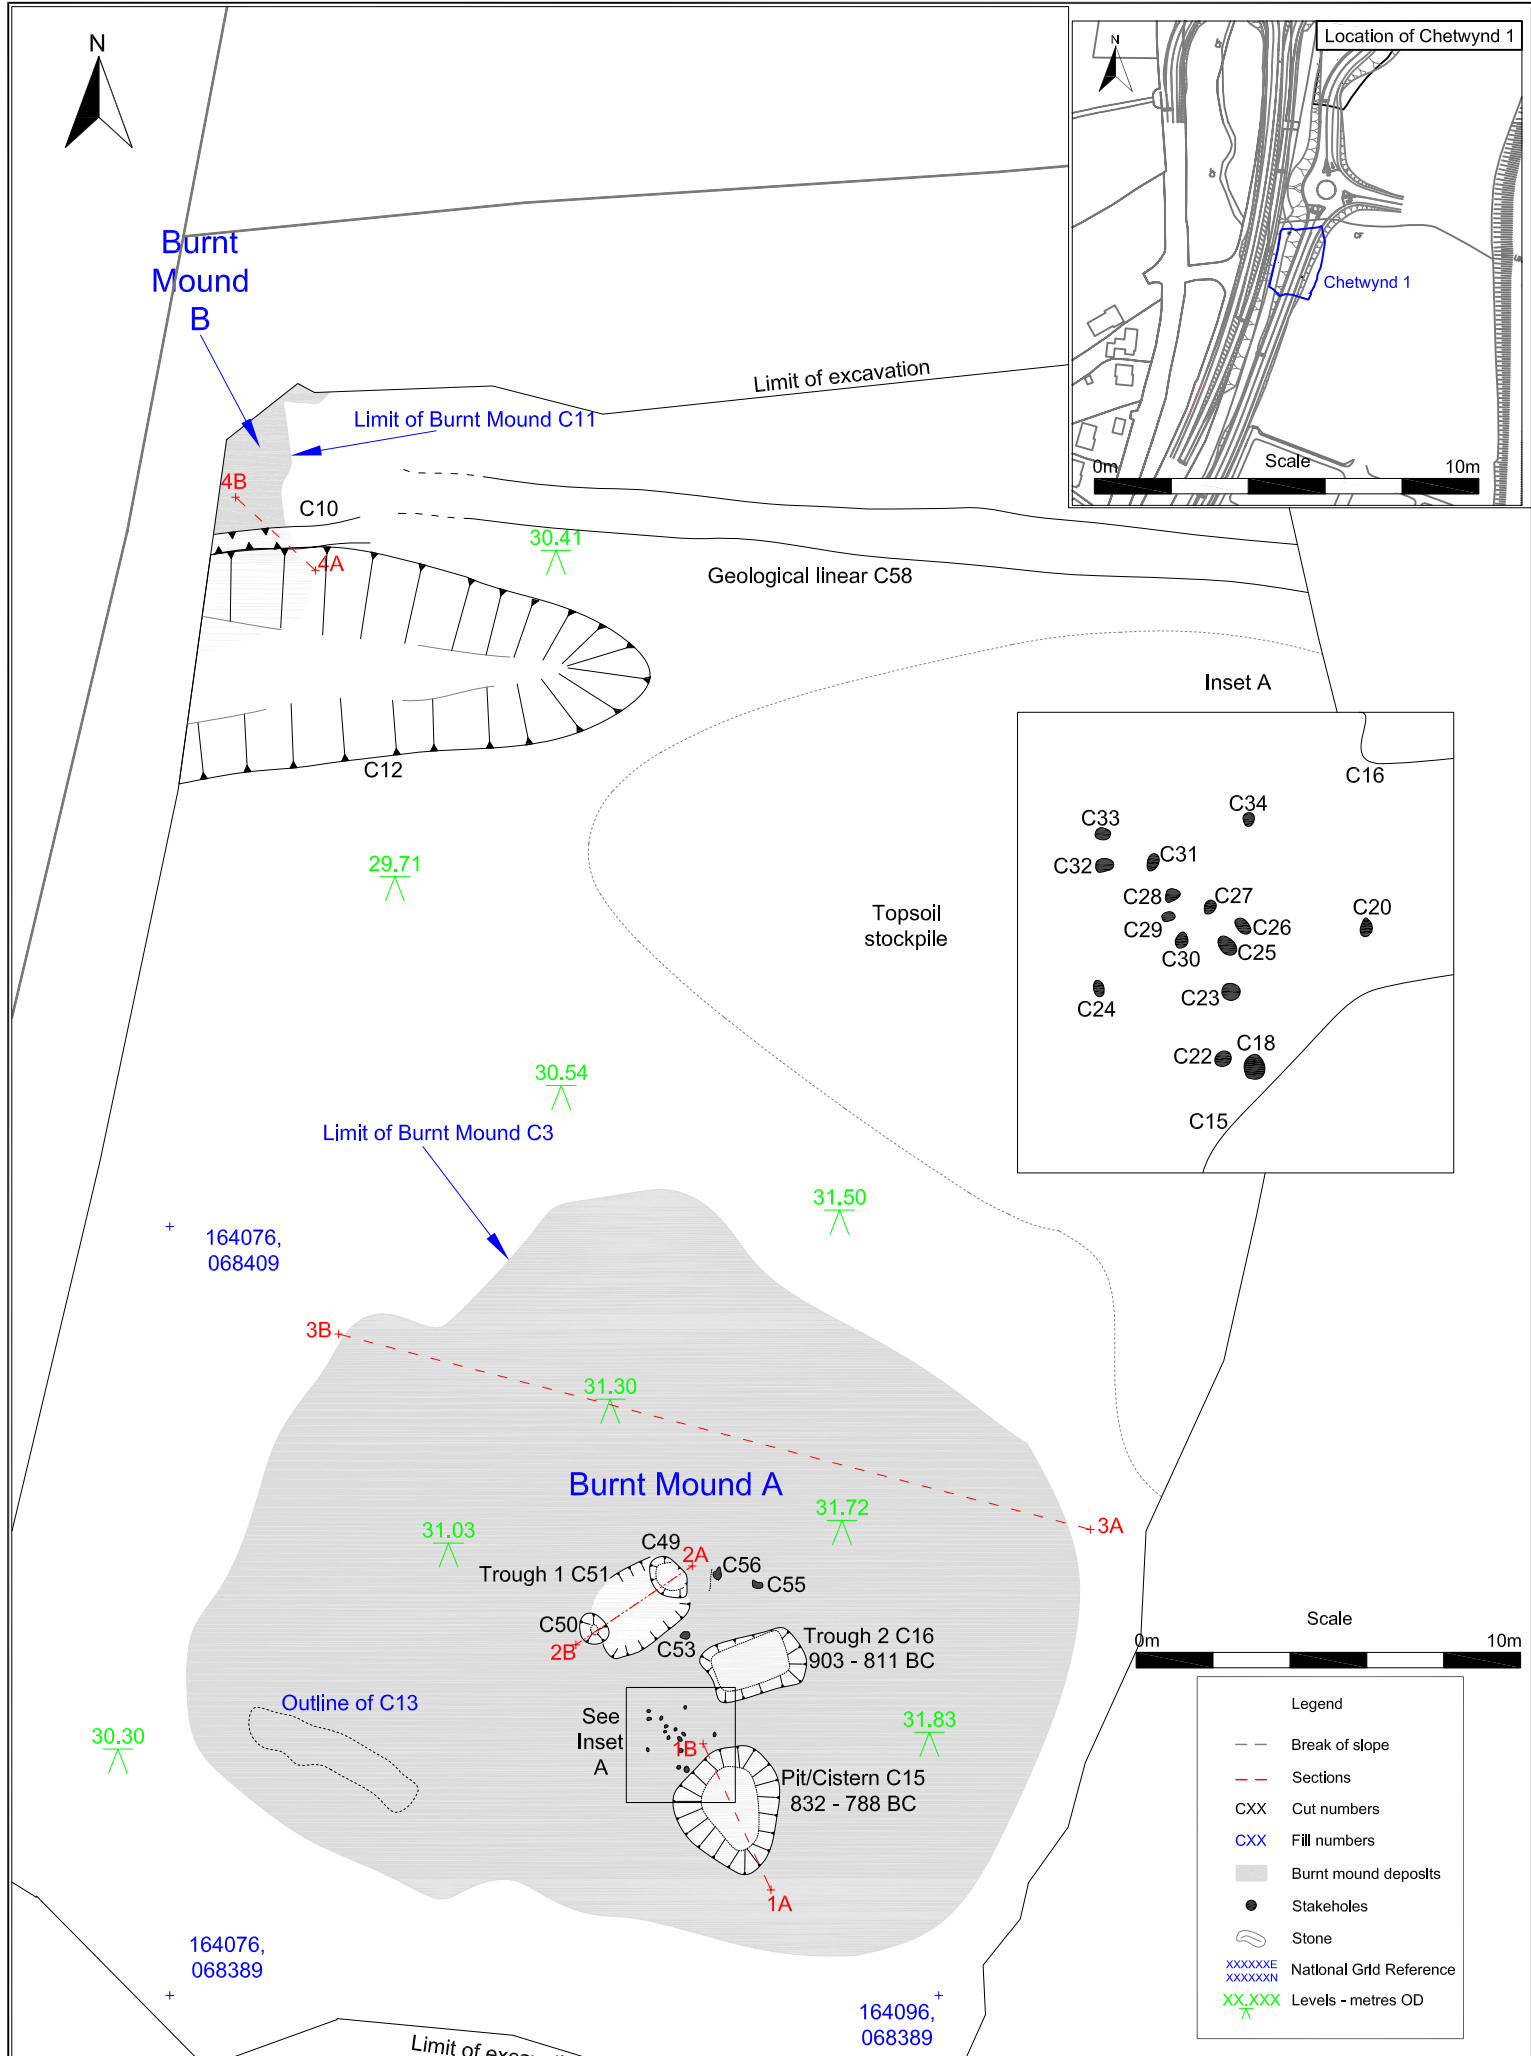 N
Location of Chetwynd 1
N
CF
CF
CF
Chetwynd 1
Scale
0m
10m
Burnt
Mound
B
Limit of excavation
Limit of Burnt Mound C11
4B
C10
4A
30.41
Geological linear C58
C12
Inset A
C16
C34
C33
C31
C32
C28
C27
C20
C29
C26
C30
C25
C24
C23
C22
C18
C15
29.71
Topsoil
stockpile
30.54
Limit of Burnt Mound C3
31.50
164076,
068409
3B
31.30
Burnt Mound A
31.72
3A
31.03
C49
2A
Trough 1 C51
C56
C55
C50
2B
C53
Trough 2 C16
903 - 811 BC
Outline of C13
See
Inset
A
1B
31.83
30.30
Pit/Cistern C15
832 - 788 BC
1A
Scale
0m
10m
Legend
Break of slope
Sections
CXX Cut numbers
CXX Fill numbers
Burnt mound deposits
Stakeholes
Stone
XXXXXXE
XXXXXXN
National Grid Reference
XX.XXX Levels - metres OD
164076,
068389
164096,
068389
Limit of